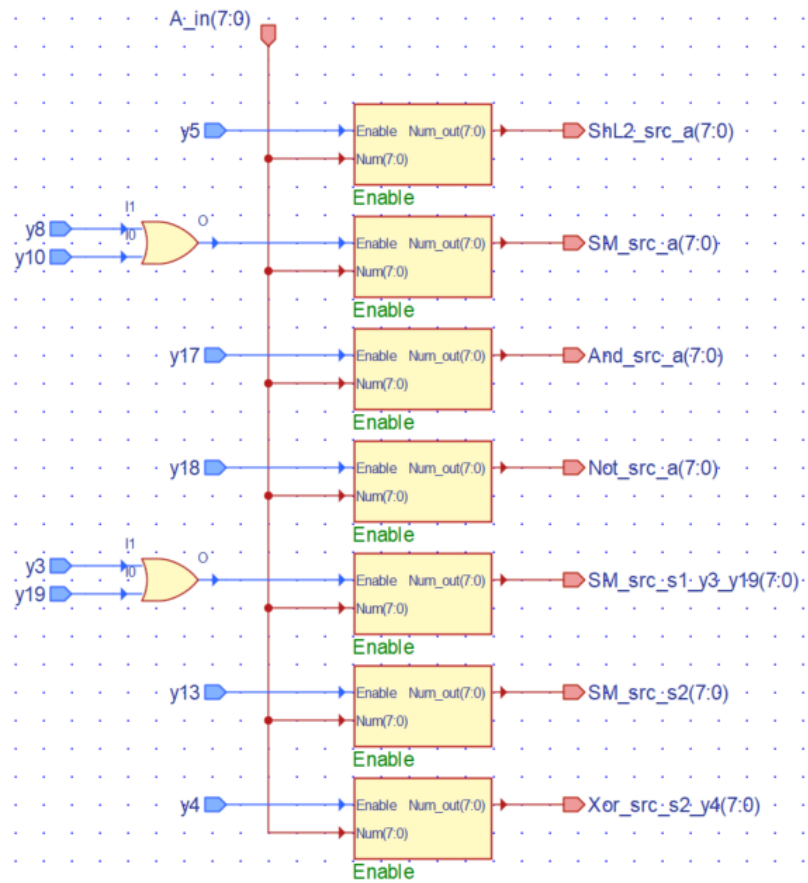 A_in(7:0)
y5 Enable Num_out(7:0) ShL2_src_a(7:0)
Num(7:0)
Enable
I1 O
y8 I0 Enable Num_out(7:0) SM_src_a(7:0)
y10 Num(7:0)
Enable
y17 Enable Num_out(7:0) And_src_a(7:0)
Num(7:0)
Enable
y18 Enable Num_out(7:0) Not_src_a(7:0)
Num(7:0)
Enable
I1 O
y3 I0 Enable Num_out(7:0) SM_src_s1_y3_y19(7:0)
y19 Num(7:0)
Enable
y13 Enable Num_out(7:0) SM_src_s2(7:0)
Num(7:0)
Enable
y4 Enable Num_out(7:0) Xor_src_s2_y4(7:0)
Num(7:0)
Enable